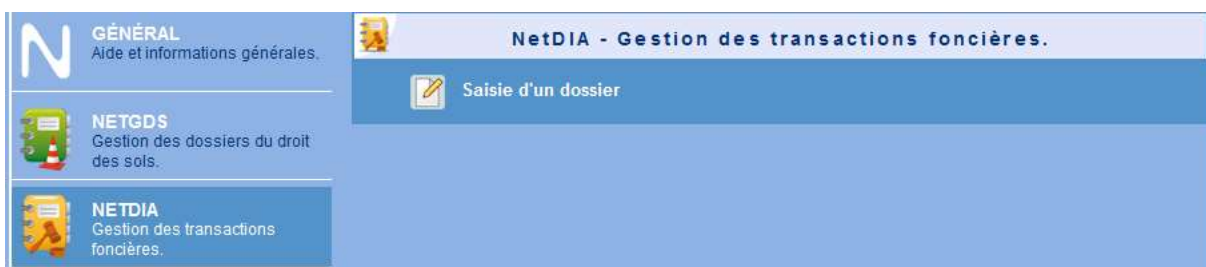 N
GÉNÉRAL
Aide et informations générales.
NETGDS
Gestion des dossiers du droit
des sols.
NETDIA
Gestion des transactions
foncières.
NetDIA - Gestion des transactions foncières.
Saisie d'un dossier